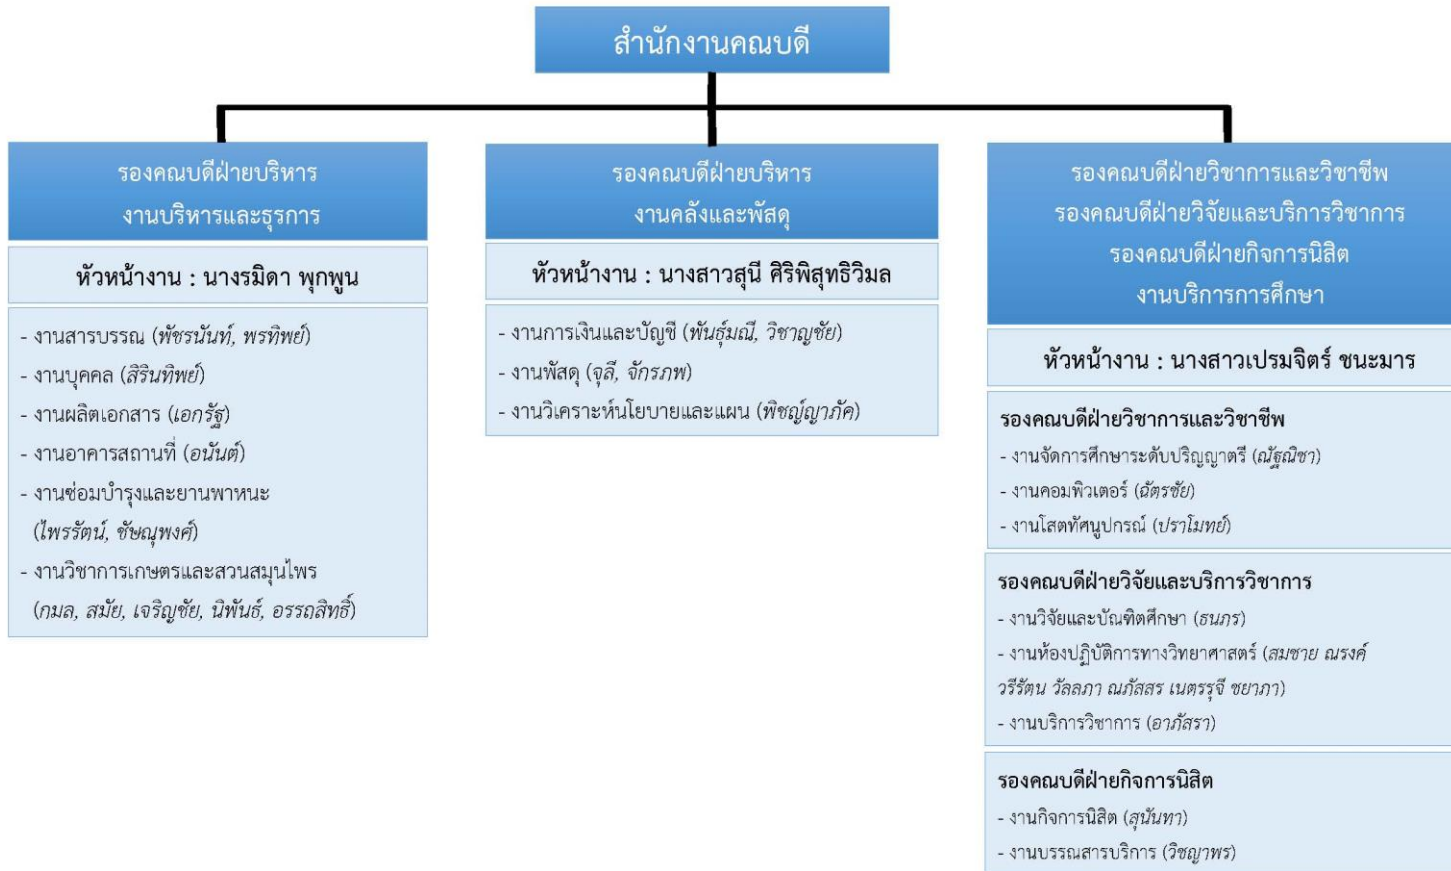 สำนักงานคณบดี
รองคณบดีฝ่ายบริหาร
งานบริหารและธุรการ
หัวหน้างาน : นางรมิดา พุกพูน
- งานสารบรรณ (พัชรนันท์, พรทิพย์)
- งานบุคคล (สิรินทิพย์)
- งานผลิตเอกสาร (เอกรัฐ)
- งานอาคารสถานที่ (อนันต์)
- งานซ่อมบำรุงและยานพาหนะ
(ไพรรัตน์, ชัษณุพงศ์)
- งานวิชาการเกษตรและสวนสมุนไพร
(กมล, สมัย, เจริญชัย, นิพันธ์, อรรถสิทธิ์)
รองคณบดีฝ่ายบริหาร
งานคลังและพัสดุ
หัวหน้างาน : นางสาวสุนี ศิริพิสุทธิวิมล
- งานการเงินและบัญชี (พันธุ์มณี, วิชาญชัย)
- งานพัสดุ (จุลี, จักรภพ)
- งานวิเคราะห์นโยบายและแผน (พิชญ์ญาภัค)
รองคณบดีฝ่ายวิชาการและวิชาชีพ
รองคณบดีฝ่ายวิจัยและบริการวิชาการ
รองคณบดีฝ่ายกิจการนิสิต
งานบริการการศึกษา
หัวหน้างาน : นางสาวเปรมจิตร์ ชนะมาร
รองคณบดีฝ่ายวิชาการและวิชาชีพ
- งานจัดการศึกษาระดับปริญญาตรี (ณัฐณิชา)
- งานคอมพิวเตอร์ (ฉัตรชัย)
- งานโสตทัศนูปกรณ์ (ปราโมทย์)
รองคณบดีฝ่ายวิจัยและบริการวิชาการ
- งานวิจัยและบัณฑิตศึกษา (ธนภร)
- งานห้องปฏิบัติการทางวิทยาศาสตร์ (สมชาย ณรงค์
วรีรัตน วัลลภา ณภัสสร เนตรรุจี ชยาภา)
- งานบริการวิชาการ (อาภัสรา)
รองคณบดีฝ่ายกิจการนิสิต
- งานกิจการนิสิต (สุนันทา)
- งานบรรณสารบริการ (วิชญาพร)